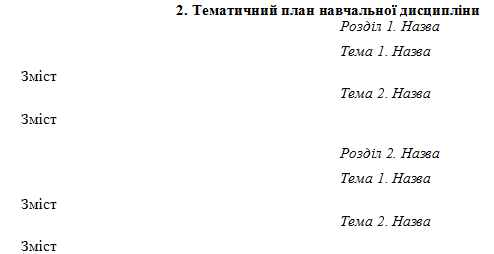 2. Тематичний план навчальної дисципліни
Розділ 1. Назва
Тема 1. Назва
Зміст
Тема 2. Назва
Зміст
Розділ 2. Назва
Тема 1. Назва
Зміст
Тема 2. Назва
Зміст